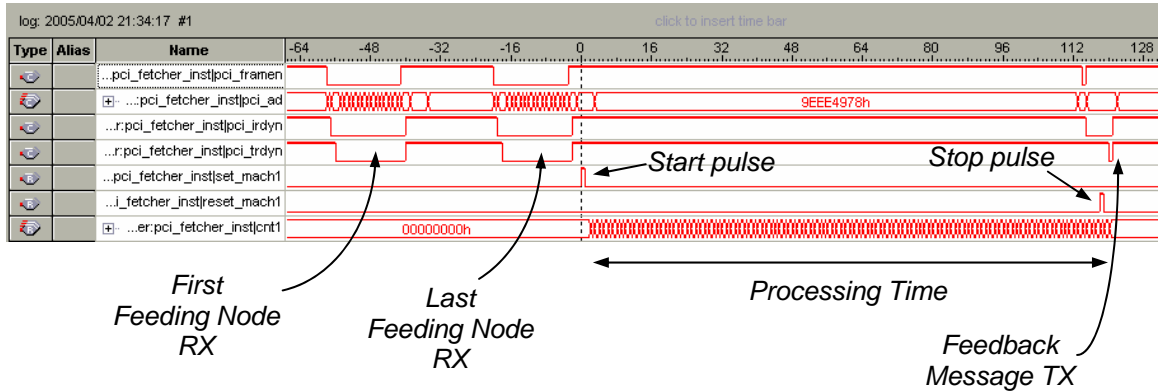 log: 2005/04/02 21:34:17 #1 click to insert time bar
Type Alias Name -64 -48 -32 -16 0 16 32 48 64 80 96 112 128
...pci_fetcher_inst|pci_framen
...:pci_fetcher_inst|pci_ad 9EEE4978h
...r:pci_fetcher_inst|pci_irdyn
...r:pci_fetcher_inst|pci_trdyn
...pci_fetcher_inst|set_mach1
...i_fetcher_inst|reset_mach1
...er:pci_fetcher_inst|cnt1 00000000h
Start pulse
Stop pulse
First
Feeding Node
RX
Last
Feeding Node
RX
Processing Time
Feedback
Message TX